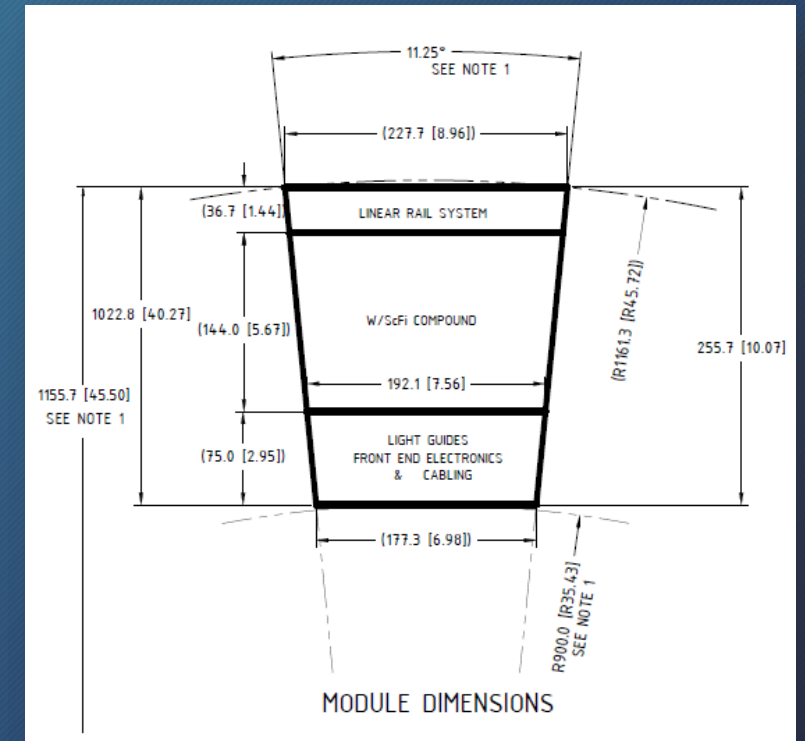 11.25°
SEE NOTE 1
(227.7 [8.96])
(36.7 [1.44])
LINEAR RAIL SYSTEM
1022.8 [40.27]
(144.0 [5.67])
W/ScFi COMPOUND
(R1161.3 [R45.72])
255.7 [10.07]
192.1 [7.56]
1155.7 [45.50]
SEE NOTE 1
(75.0 [2.95])
LIGHT GUIDES
FRONT END ELECTRONICS
& CABLING
(177.3 [6.98])
R900.0 [R35.43]
SEE NOTE 1
MODULE DIMENSIONS